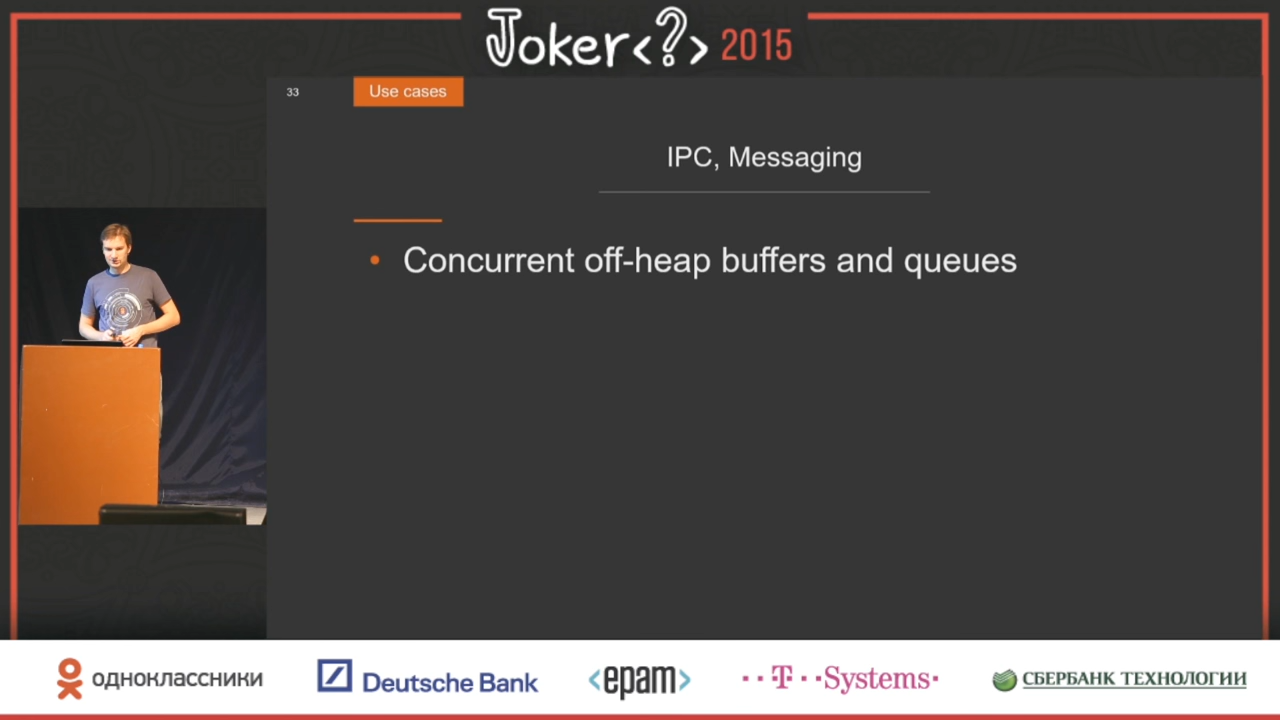 Joker<?> 2015
33
Use cases
IPC, Messaging
• Concurrent off-heap buffers and queues
одноклассники
Deutsche Bank
<epam>
··T··Systems·
СБЕРБАНК ТЕХНОЛОГИИ